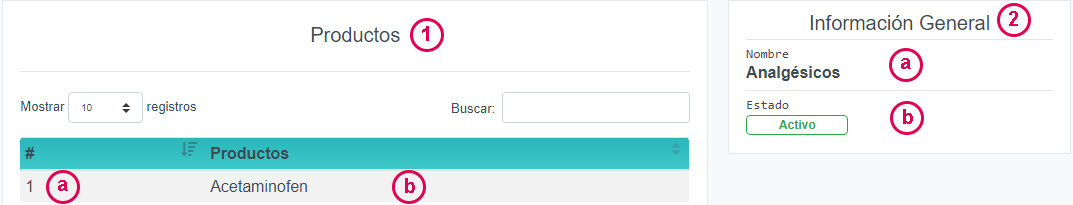 Productos 1
Mostrar 10 registros Buscar:
# Productos
1 a Acetaminofen b
Información General 2
Nombre
Analgésicos a
Estado b
Activo